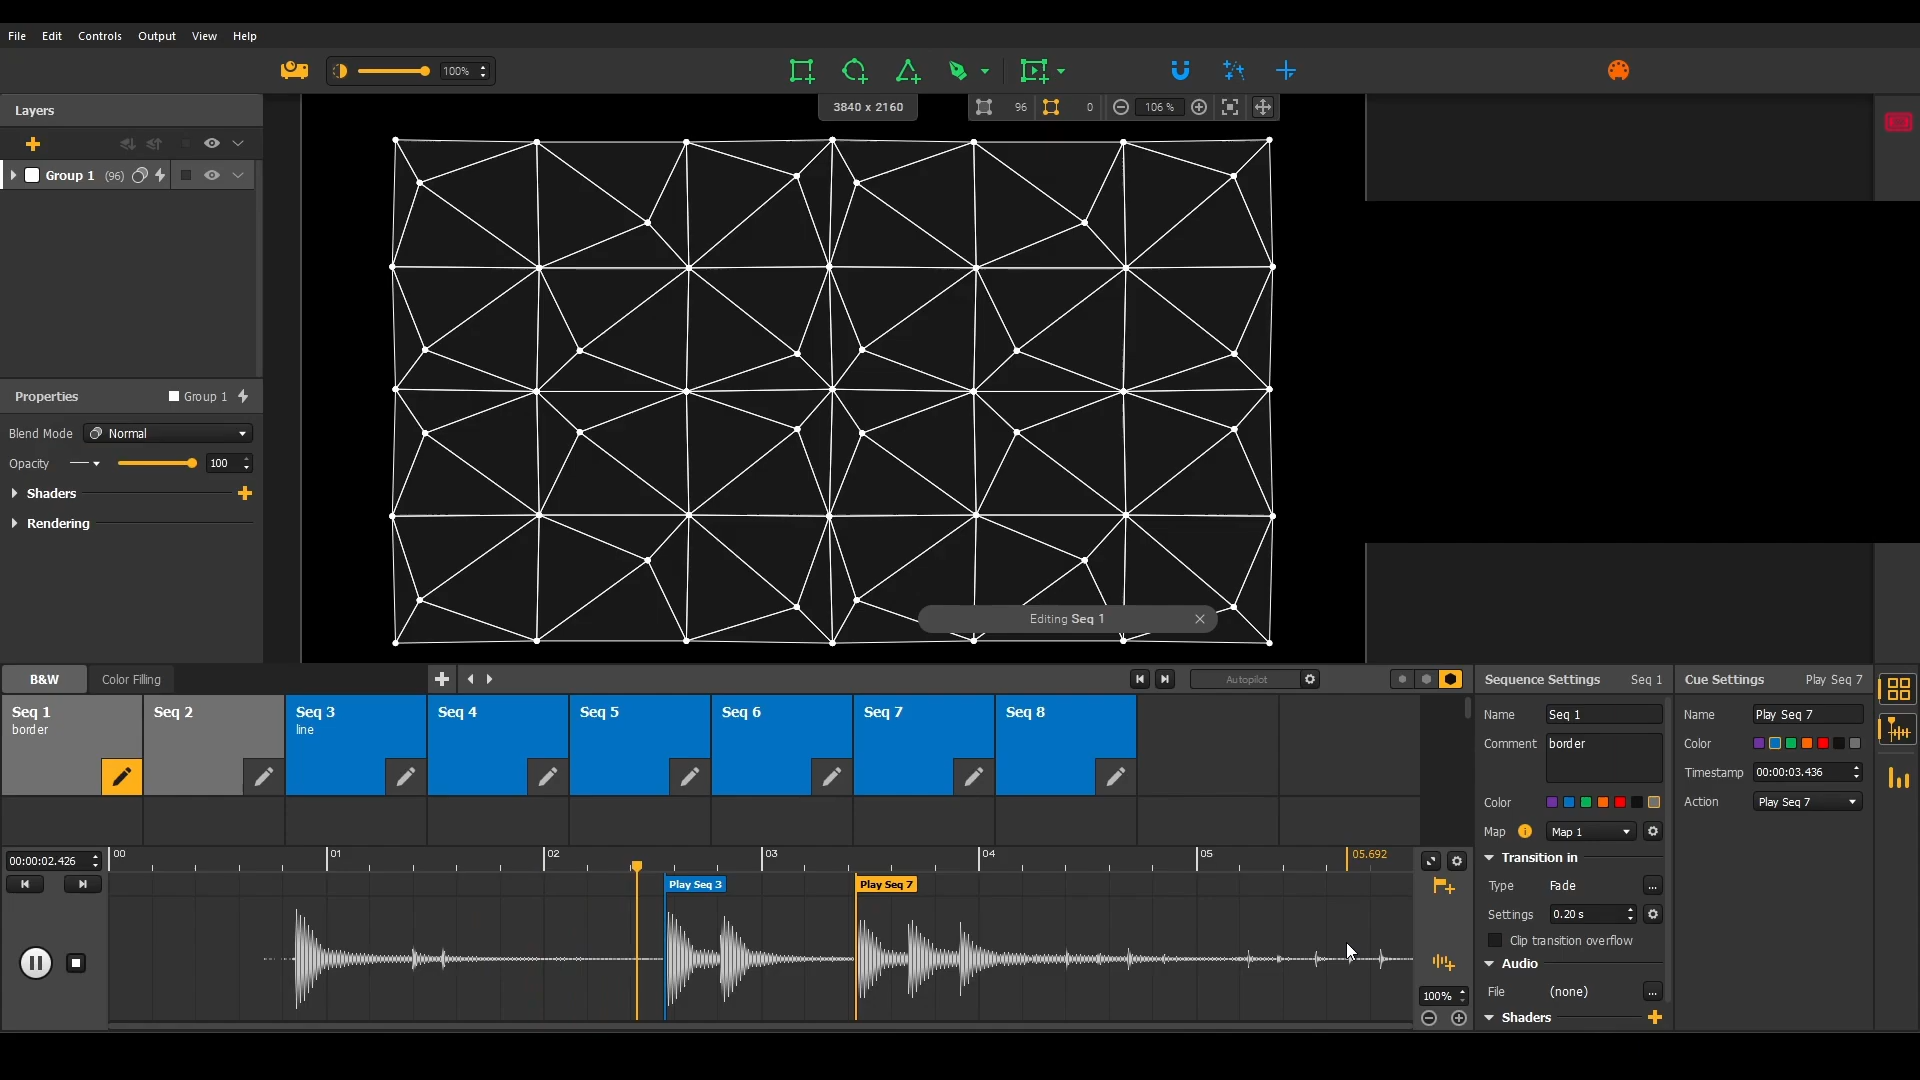 File Edit Controls Output View Help
100%
Layers
3840 x 2160 96 0 106 %
Group 1 (96)
Properties Group 1
Blend Mode Normal
Opacity 100
Shaders
Rendering
Editing Seq 1
B&W Color Filling Autopilot
Seq 1 Seq 2 Seq 3 Seq 4 Seq 5 Seq 6 Seq 7 Seq 8
border line
00:00:02.426 00 01 02 03 04 05 05.692
Play Seq 3 Play Seq 7
100%
Sequence Settings Seq 1
Name Seq 1
Comment border
Color
Map Map 1
Transition in
Type Fade ...
Settings 0.20 s
Clip transition overflow
Audio
File (none) ...
Shaders
Cue Settings Play Seq 7
Name Play Seq 7
Color
Timestamp 00:00:03.436
Action Play Seq 7